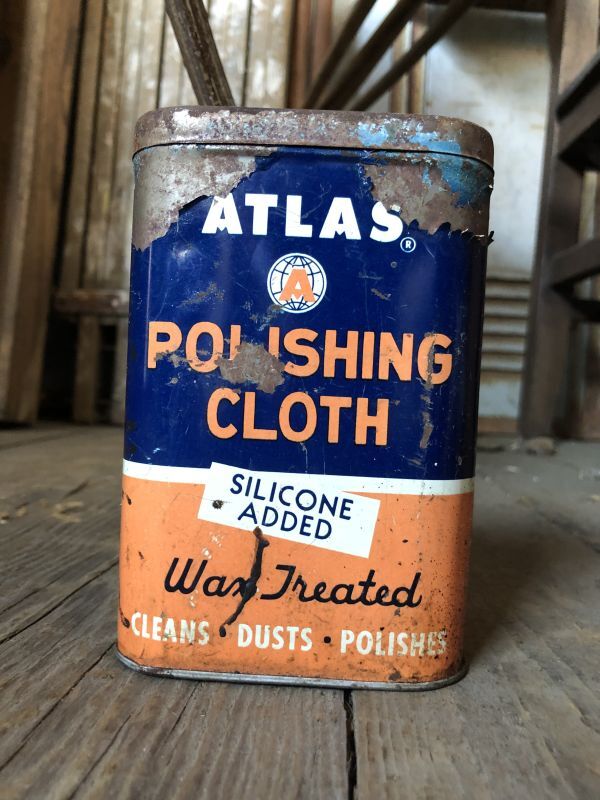 ATLAS®
A
POLISHING
CLOTH
SILICONE
ADDED
Wax Treated
CLEANS · DUSTS · POLISHES